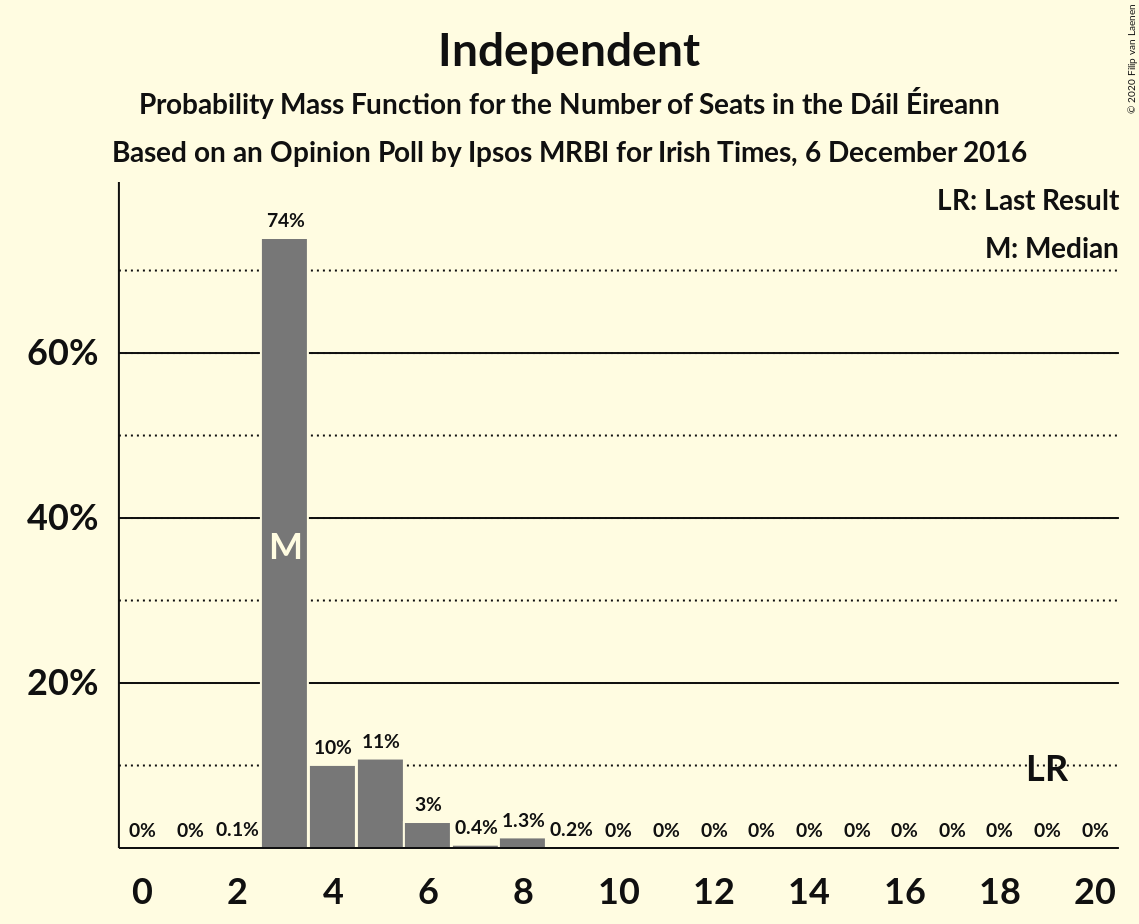 Independent
Probability Mass Function for the Number of Seats in the Dáil Éireann
Based on an Opinion Poll by Ipsos MRBI for Irish Times, 6 December 2016
© 2020 Filip van Laenen
LR: Last Result
M: Median
74%
60%
40%
M
20%
10% 11%
LR
3%
0% 0% 0.1% 0.4% 1.3% 0.2% 0% 0% 0% 0% 0% 0% 0% 0% 0% 0% 0%
0 2 4 6 8 10 12 14 16 18 20